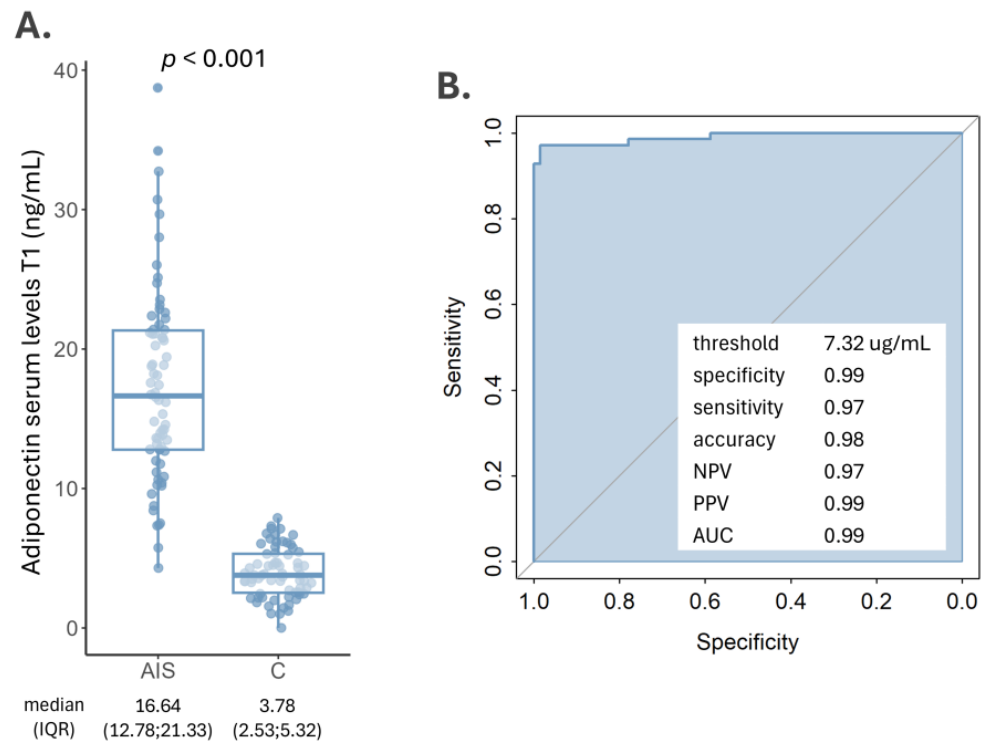 A.
p < 0.001
Adiponectin serum levels T1 (ng/mL)
40
30
20
10
0
AIS C
median 16.64 3.78
(IQR) (12.78;21.33) (2.53;5.32)
B.
Sensitivity
1.0
0.8
0.6
0.4
0.2
0.0
threshold 7.32 ug/mL
specificity 0.99
sensitivity 0.97
accuracy 0.98
NPV 0.97
PPV 0.99
AUC 0.99
1.0 0.8 0.6 0.4 0.2 0.0
Specificity